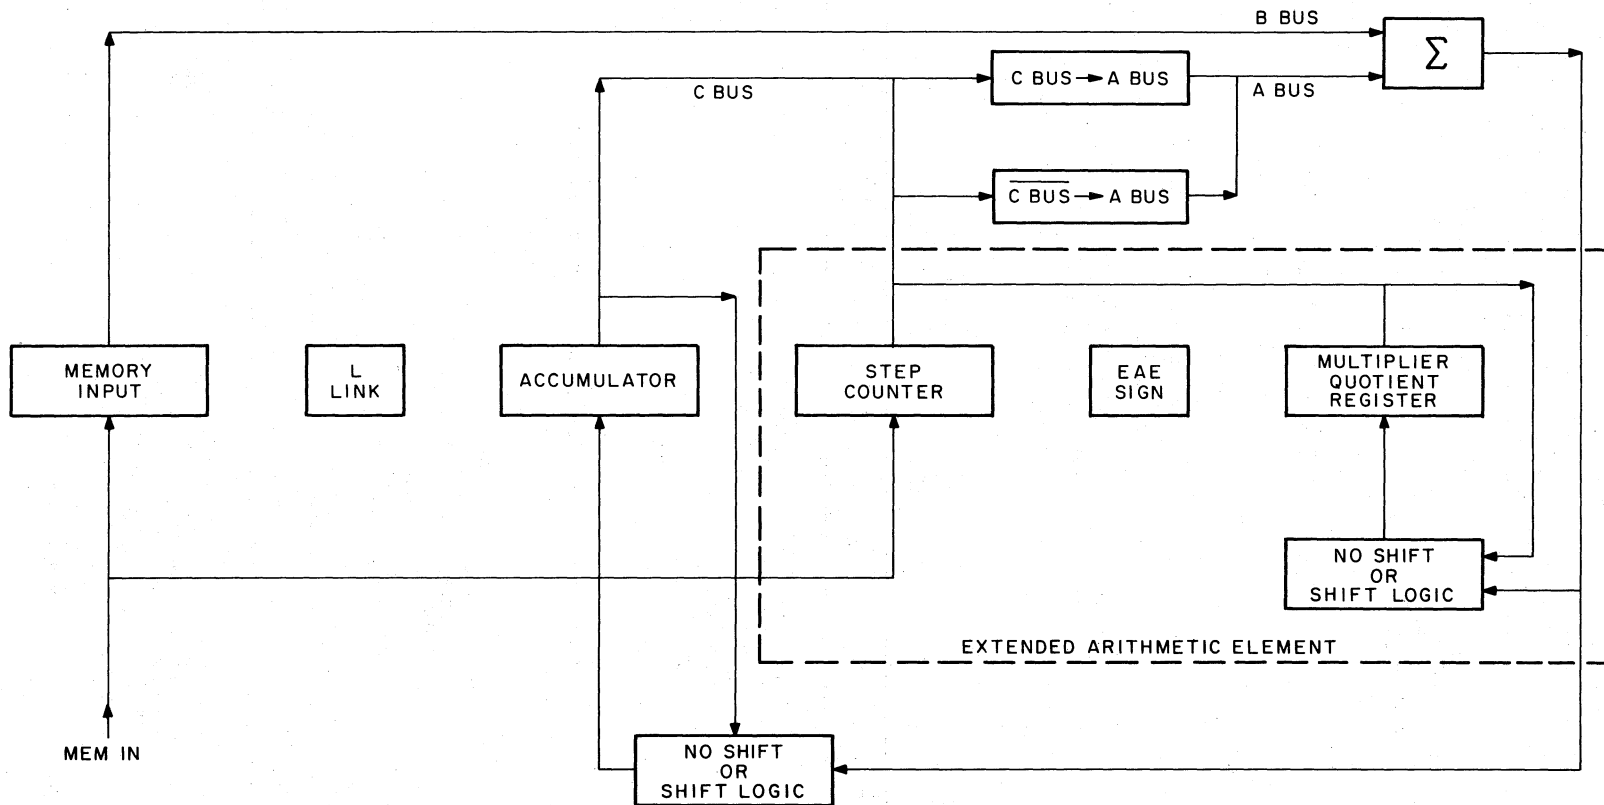 B BUS
Σ
C BUS → A BUS
C BUS
A BUS
C̅ ̅B̅U̅S̅ → A BUS
MEMORY
INPUT
L
LINK
ACCUMULATOR
STEP
COUNTER
EAE
SIGN
MULTIPLIER
QUOTIENT
REGISTER
NO SHIFT
OR
SHIFT LOGIC
EXTENDED ARITHMETIC ELEMENT
MEM IN
NO SHIFT
OR
SHIFT LOGIC